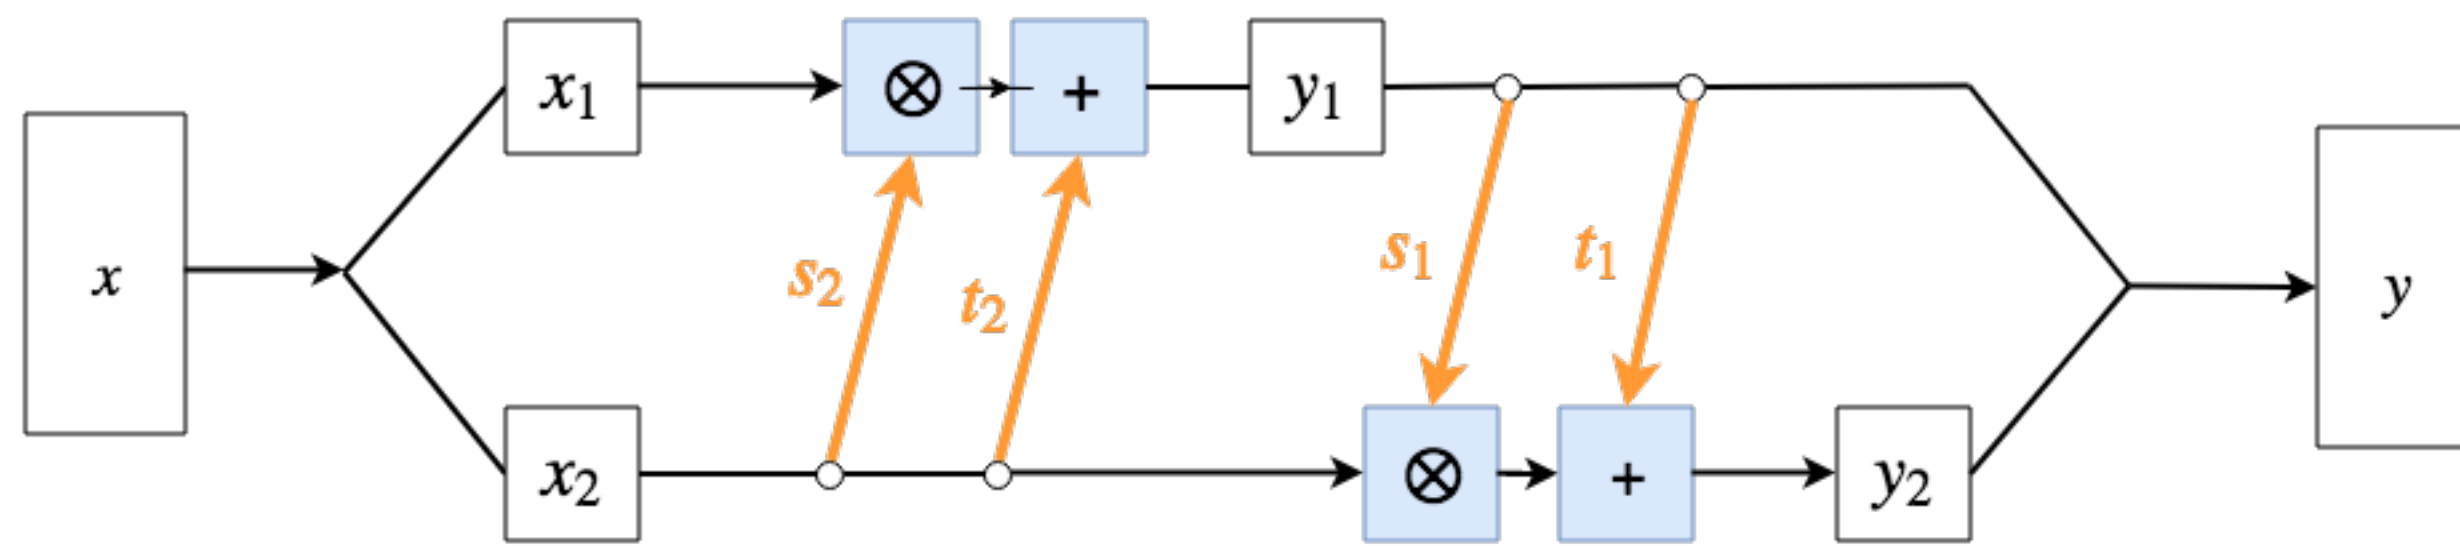 x₁ ⊗ + y₁
x s₂ t₂ s₁ t₁ y
x₂ ⊗ + y₂